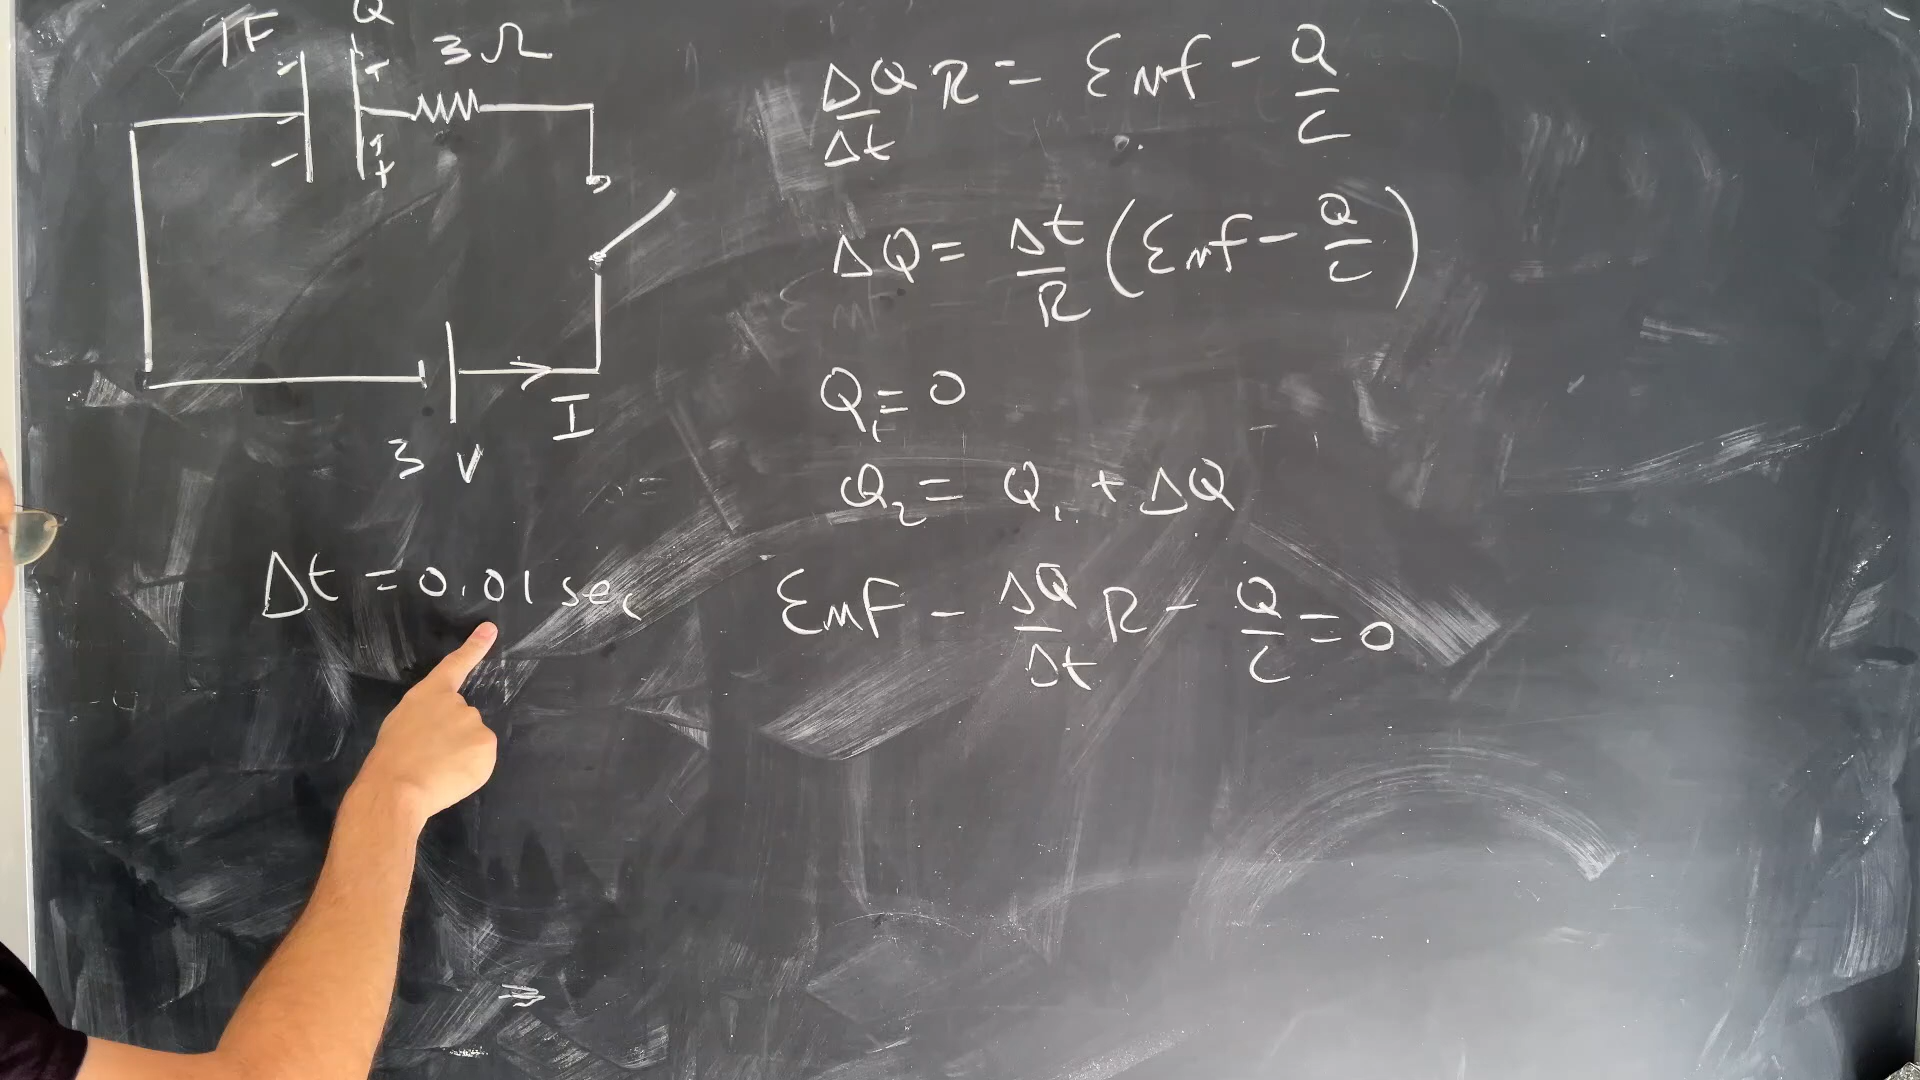 1F
Q
3Ω
3 V
I
Δt = 0.01 sec
ΔQ/Δt R = Emf - Q/C
ΔQ = Δt/R (Emf - Q/C)
Q₁ = 0
Q₂ = Q₁ + ΔQ
EmF - ΔQ/Δt R - Q/C = 0